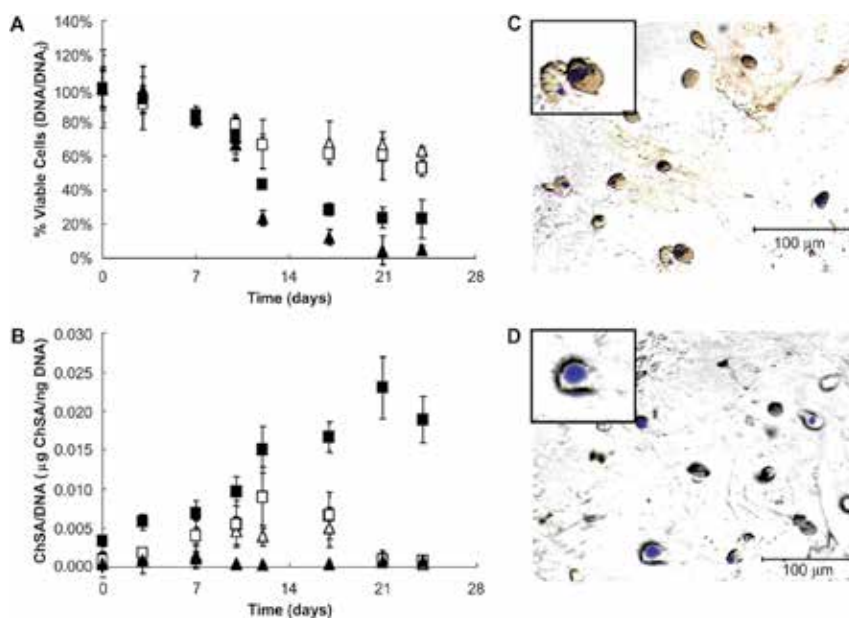 A
140%
120%
100%
80%
60%
40%
20%
0%
% Viable Cells (DNA/DNAi)
0 7 14 21 28
Time (days)
B
0.030
0.025
0.020
0.015
0.010
0.005
0.000
ChSA/DNA (µg ChSA/ng DNA)
0 7 14 21 28
Time (days)
C
100 µm
D
100 µm